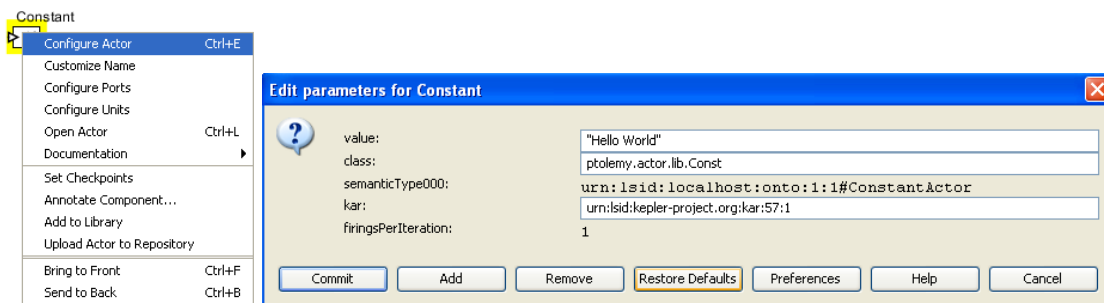 Constant
Configure Actor Ctrl+E
Customize Name
Configure Ports
Configure Units
Open Actor Ctrl+L
Documentation
Set Checkpoints
Annotate Component...
Add to Library
Upload Actor to Repository
Bring to Front Ctrl+F
Send to Back Ctrl+B
Edit parameters for Constant
value: "Hello World"
class: ptolemy.actor.lib.Const
semanticType000: urn:lsid:localhost:onto:1:1#ConstantActor
kar: urn:lsid:kepler-project.org:kar:57:1
firingsPerIteration: 1
Commit Add Remove Restore Defaults Preferences Help Cancel